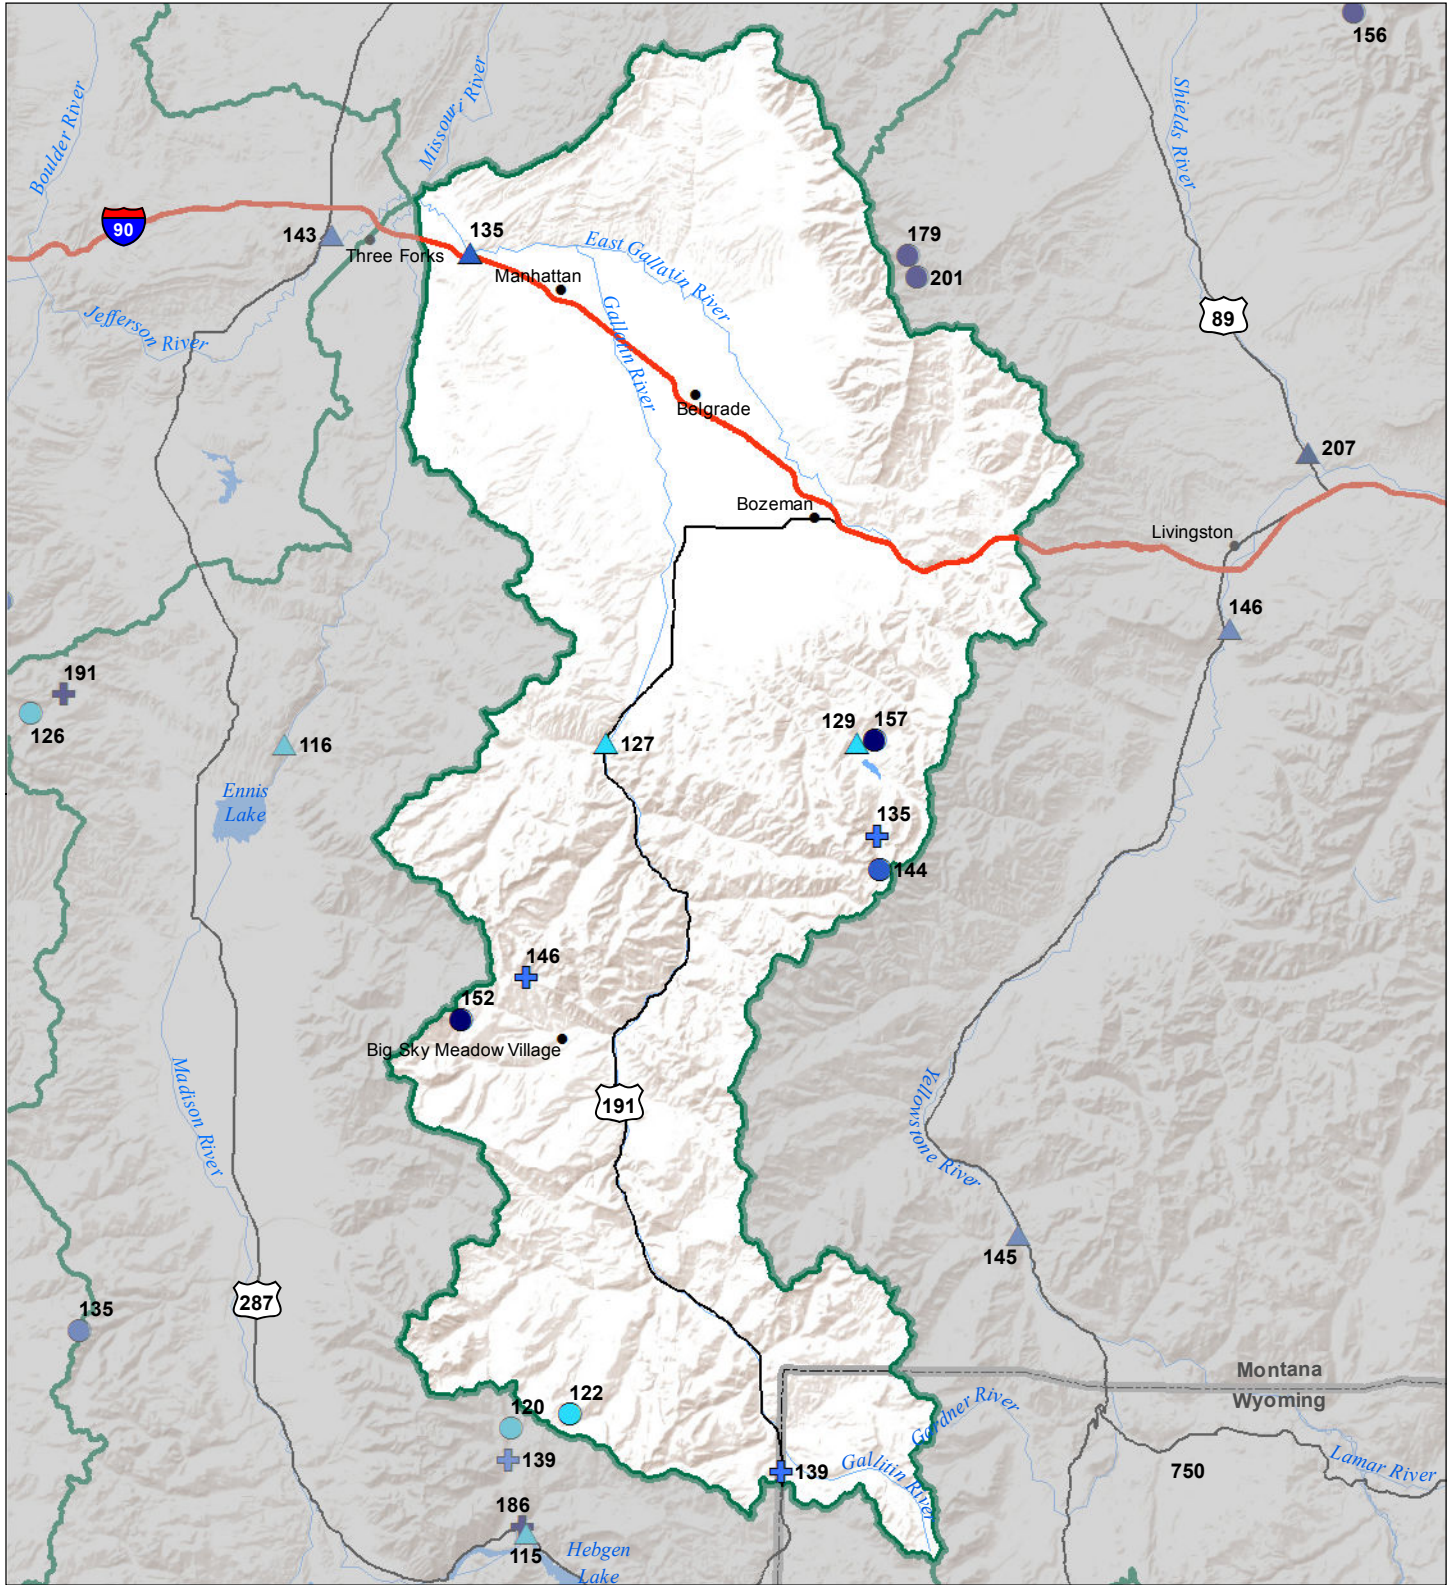 156
Boulder River
Missouri River
Shields River
90
143
135
Three Forks
Manhattan
East Gallatin River
179
201
Jefferson River
Gallatin River
89
Belgrade
207
Bozeman
Livingston
146
191
126
116
127
129
157
Ennis
Lake
135
144
146
152
Big Sky Meadow Village
Madison River
191
Yellowstone River
145
287
135
Montana
Wyoming
120
122
Gardner River
139
139
Gallitin River
750
Lamar River
186
115
Hebgen
Lake